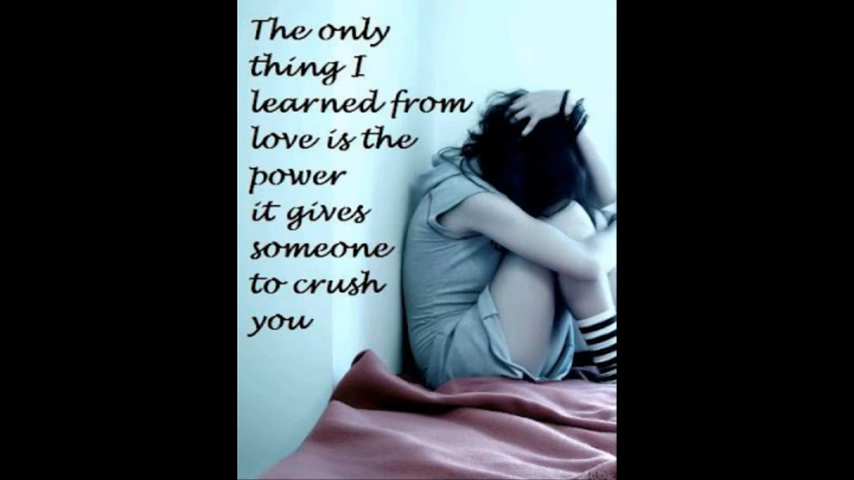 The only
thing I
learned from
love is the
power
it gives
someone
to crush
you